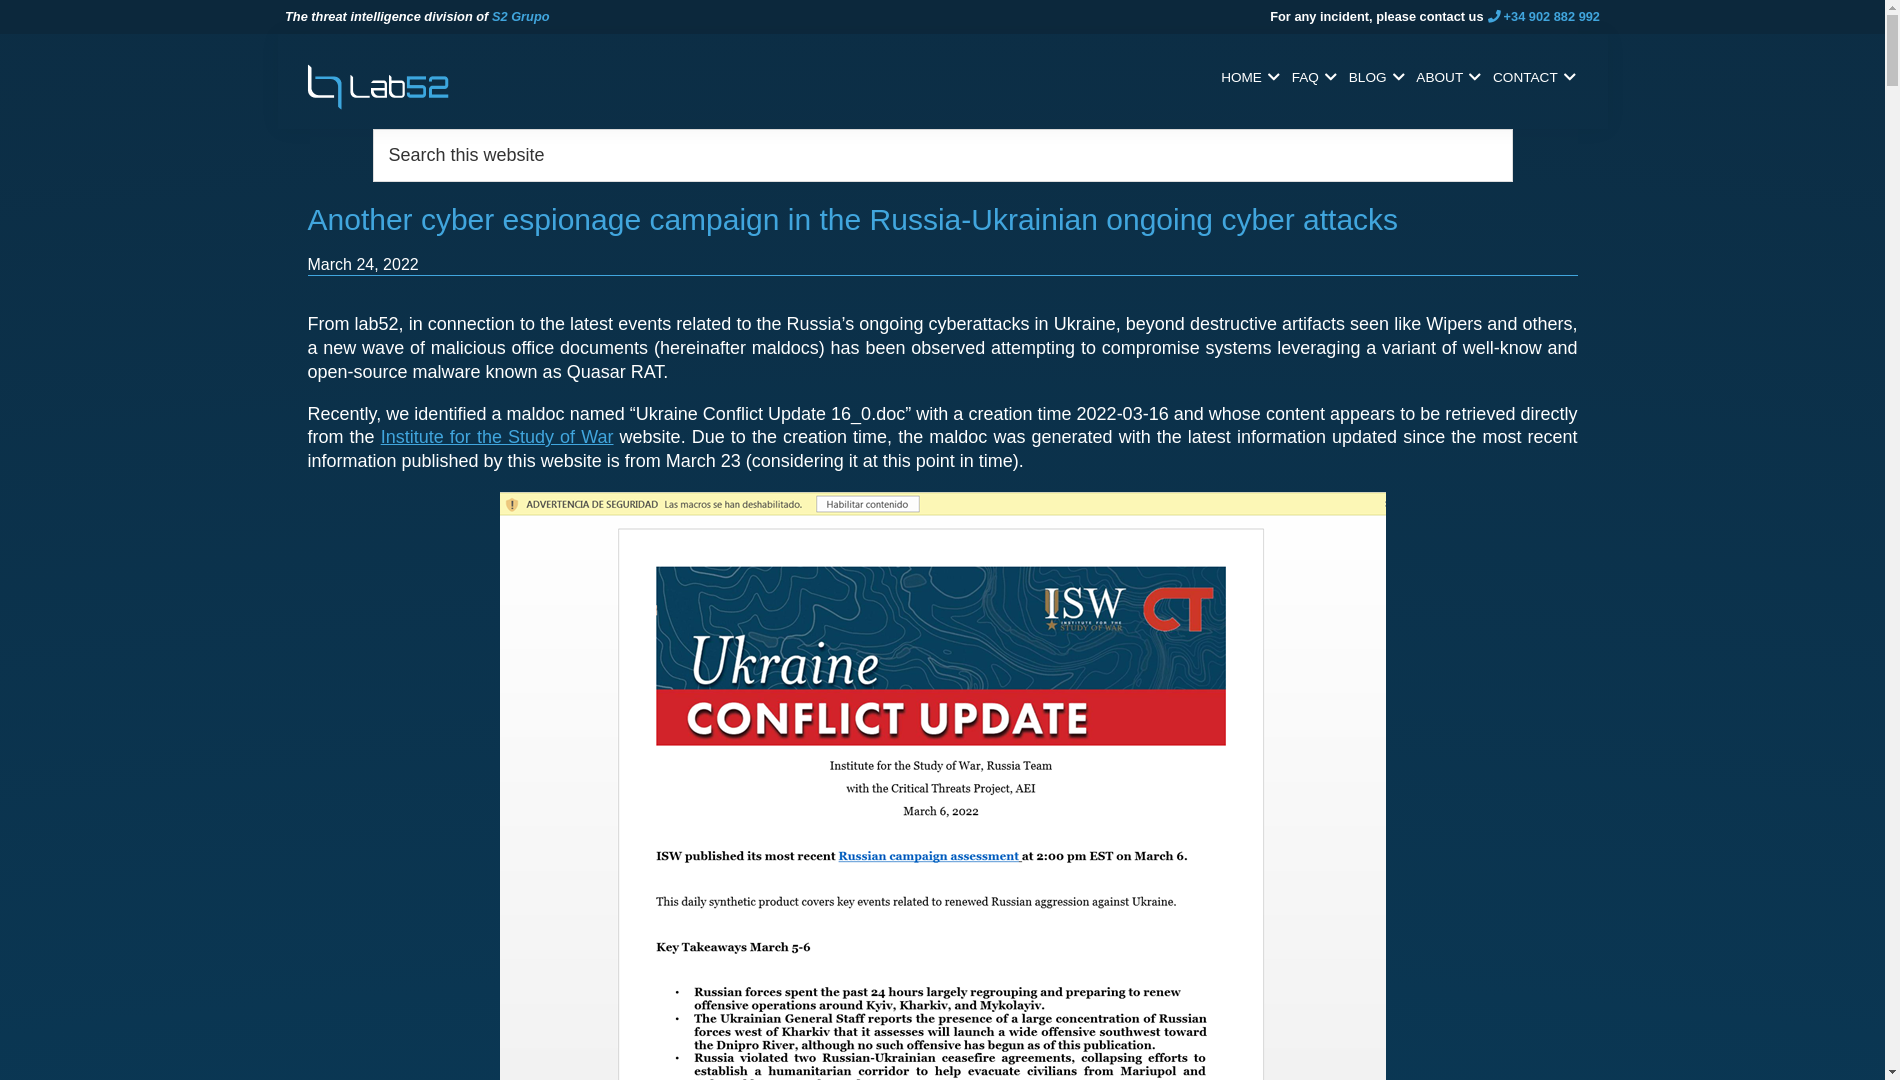 The threat intelligence division of S2 Grupo
For any incident, please contact us +34 902 882 992
Lab52
HOME FAQ BLOG ABOUT CONTACT
Search this website
Another cyber espionage campaign in the Russia-Ukrainian ongoing cyber attacks
March 24, 2022
From lab52, in connection to the latest events related to the Russia’s ongoing cyberattacks in Ukraine, beyond destructive artifacts seen like Wipers and others,
a new wave of malicious office documents (hereinafter maldocs) has been observed attempting to compromise systems leveraging a variant of well-know and
open-source malware known as Quasar RAT.
Recently, we identified a maldoc named “Ukraine Conflict Update 16_0.doc” with a creation time 2022-03-16 and whose content appears to be retrieved directly
from the Institute for the Study of War website. Due to the creation time, the maldoc was generated with the latest information updated since the most recent
information published by this website is from March 23 (considering it at this point in time).
ADVERTENCIA DE SEGURIDAD Las macros se han deshabilitado. Habilitar contenido
ISW CT
INSTITUTE FOR THE
STUDY OF WAR
Ukraine
CONFLICT UPDATE
Institute for the Study of War, Russia Team
with the Critical Threats Project, AEI
March 6, 2022
ISW published its most recent Russian campaign assessment at 2:00 pm EST on March 6.
This daily synthetic product covers key events related to renewed Russian aggression against Ukraine.
Key Takeaways March 5-6
• Russian forces spent the past 24 hours largely regrouping and preparing to renew
offensive operations around Kyiv, Kharkiv, and Mykolayiv.
• The Ukrainian General Staff reports the presence of a large concentration of Russian
forces west of Kharkiv that it assesses will launch a wide offensive southwest toward
the Dnipro River, although no such offensive has begun as of this publication.
• Russia violated two Russian-Ukrainian ceasefire agreements, collapsing efforts to
establish a humanitarian corridor to help evacuate civilians from Mariupol and